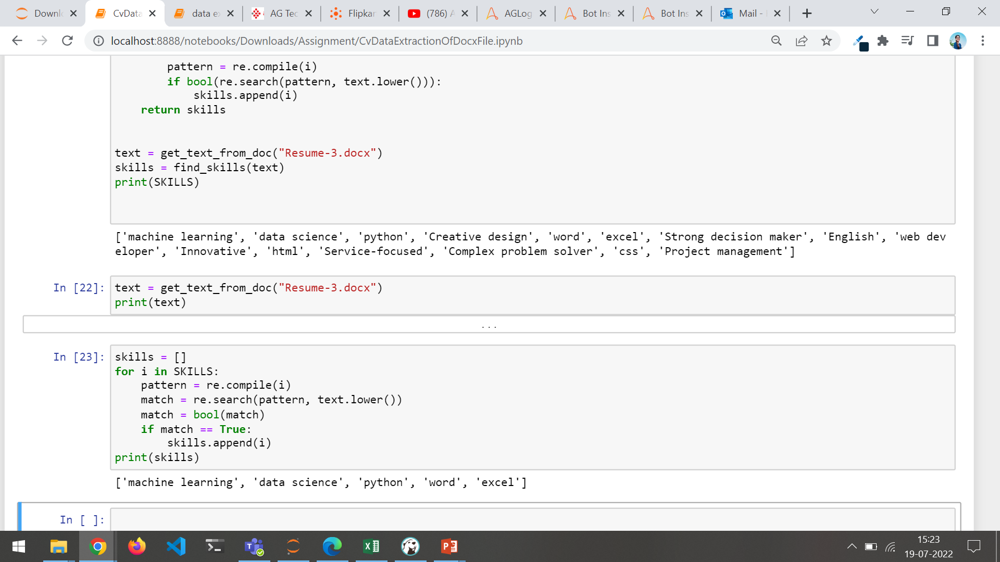 Downl
CvData
data e
AG Tec
Flipkar
(786) A
AGLog
Bot Ins
Bot Ins
Mail -
localhost:8888/notebooks/Downloads/Assignment/CvDataExtractionOfDocxFile.ipynb
pattern = re.compile(i)
if bool(re.search(pattern, text.lower())):
skills.append(i)
return skills
text = get_text_from_doc("Resume-3.docx")
skills = find_skills(text)
print(SKILLS)
['machine learning', 'data science', 'python', 'Creative design', 'word', 'excel', 'Strong decision maker', 'English', 'web dev
eloper', 'Innovative', 'html', 'Service-focused', 'Complex problem solver', 'css', 'Project management']
In [22]: text = get_text_from_doc("Resume-3.docx")
print(text)
...
In [23]: skills = []
for i in SKILLS:
pattern = re.compile(i)
match = re.search(pattern, text.lower())
match = bool(match)
if match == True:
skills.append(i)
print(skills)
['machine learning', 'data science', 'python', 'word', 'excel']
In [ ]:
15:23
19-07-2022